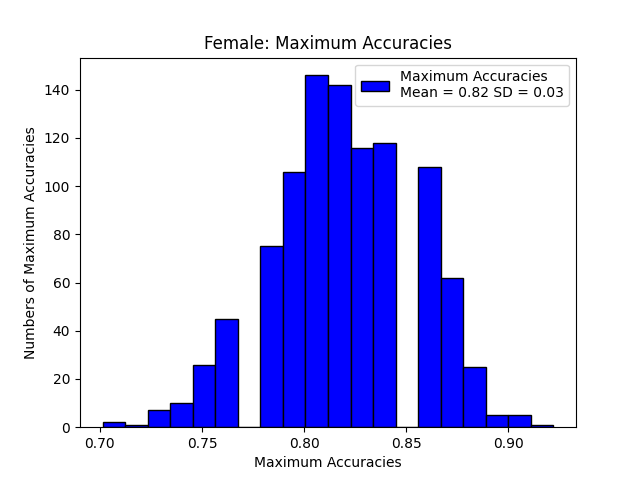 Female: Maximum Accuracies
Maximum Accuracies
Mean = 0.82 SD = 0.03
Numbers of Maximum Accuracies
140
120
100
80
60
40
20
0
0.70 0.75 0.80 0.85 0.90
Maximum Accuracies